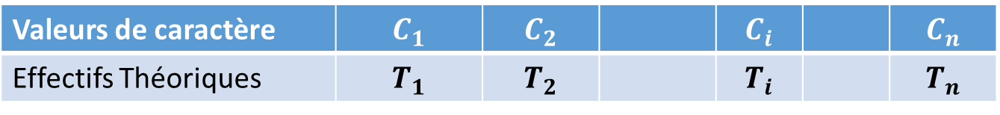 Valeurs de caractère C₁ C₂ Cᵢ Cₙ
Effectifs Théoriques T₁ T₂ Tᵢ Tₙ